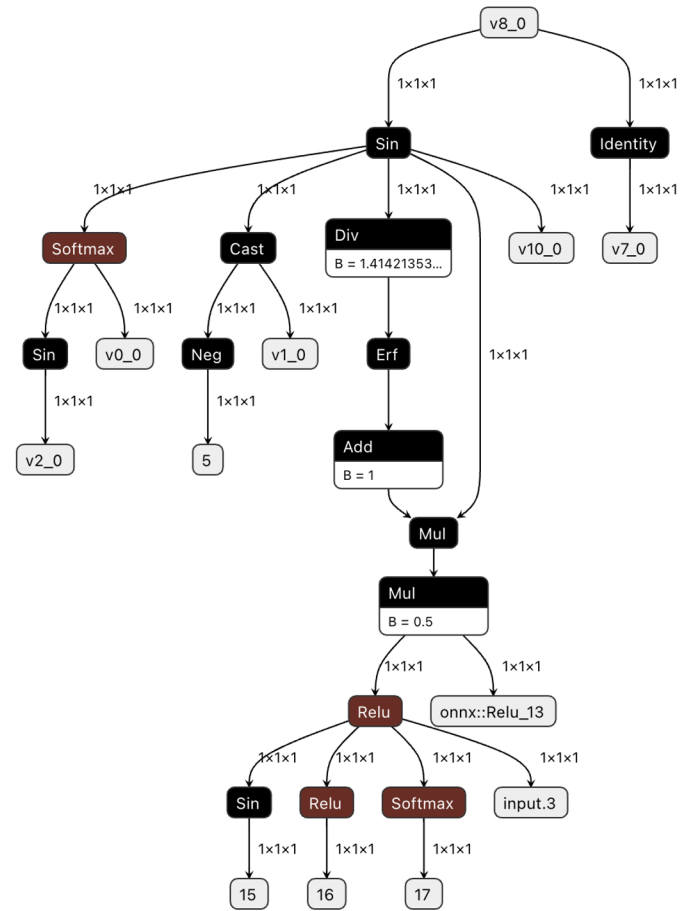 v8_0
1×1×1
1×1×1
Sin
Identity
1×1×1
1×1×1
1×1×1
1×1×1
1×1×1
Softmax
Cast
Div
B = 1.41421353...
v10_0
v7_0
1×1×1
1×1×1
1×1×1
1×1×1
Sin
v0_0
Neg
v1_0
Erf
1×1×1
1×1×1
1×1×1
v2_0
5
Add
B = 1
Mul
Mul
B = 0.5
1×1×1
1×1×1
Relu
onnx::Relu_13
1×1×1
1×1×1
1×1×1
1×1×1
Sin
Relu
Softmax
input.3
1×1×1
1×1×1
1×1×1
15
16
17